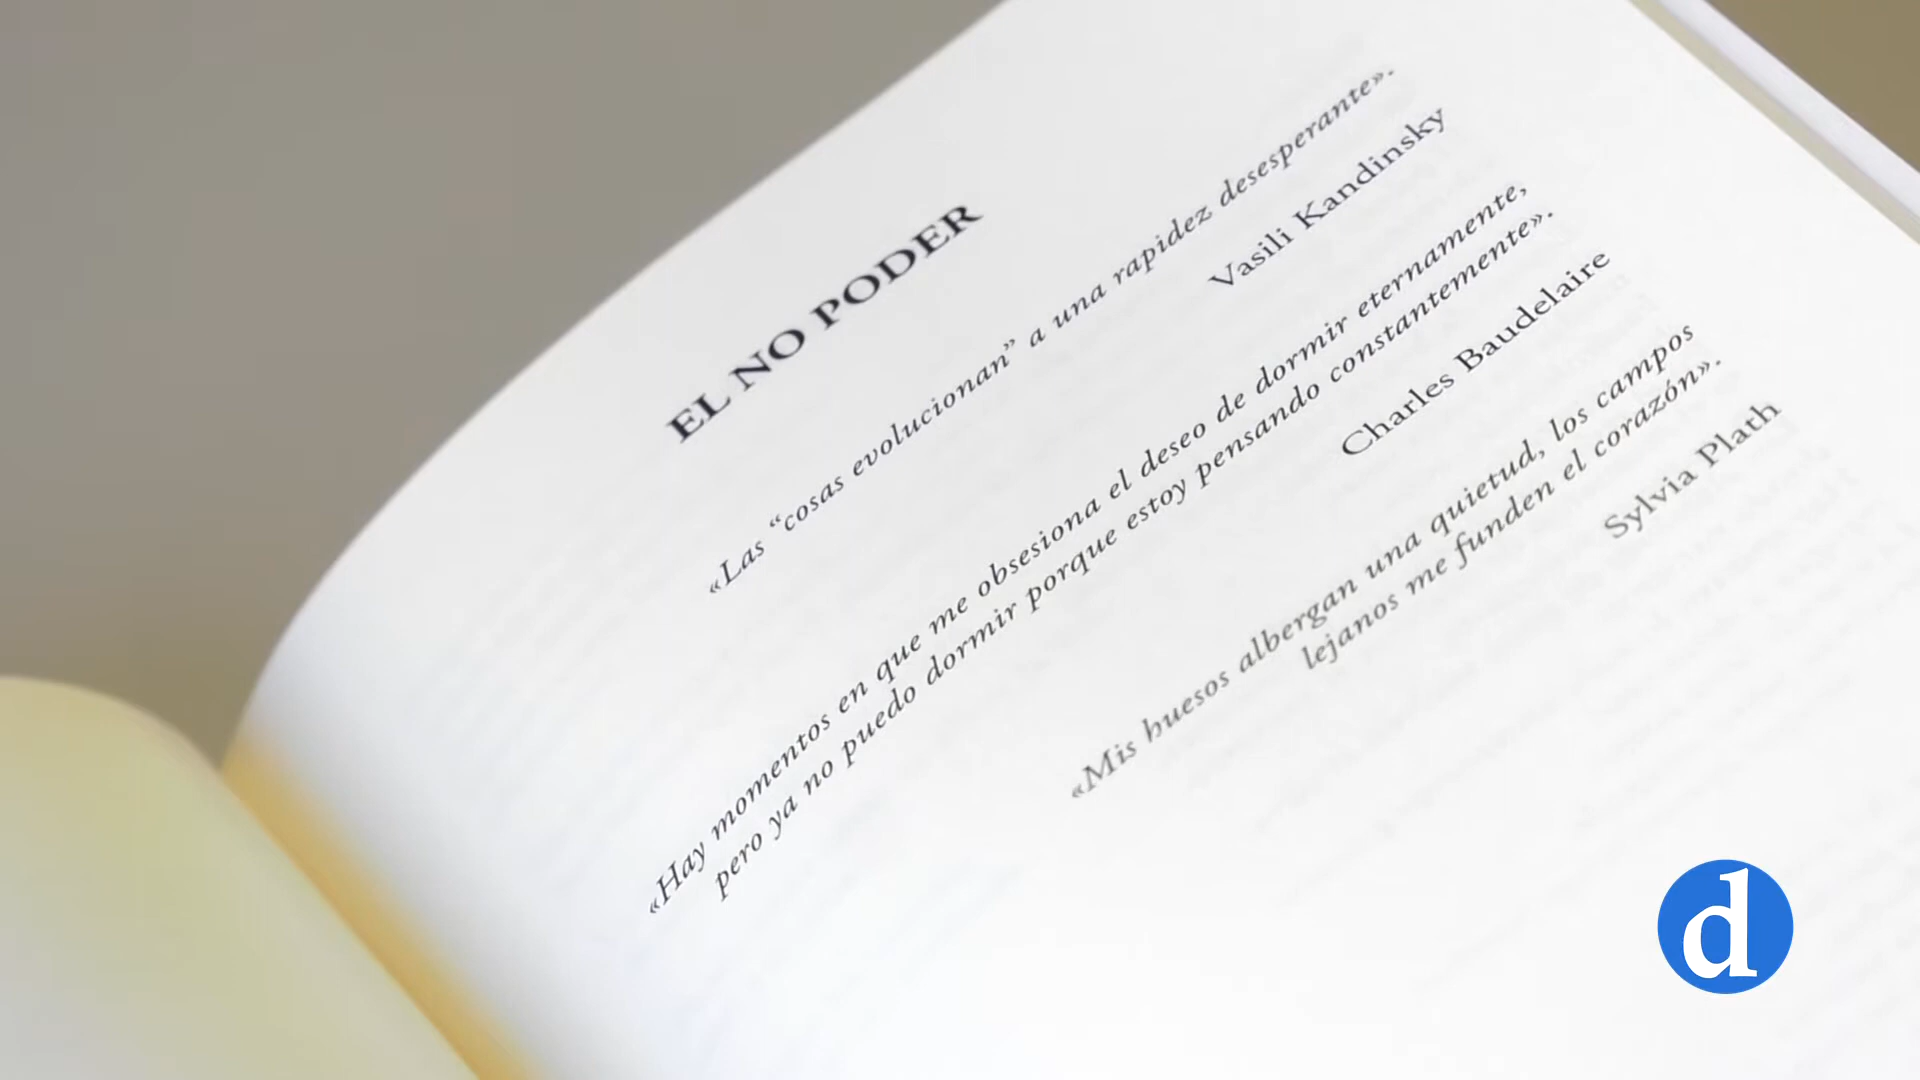 EL NO PODER
«Las “cosas evolucionan” a una rapidez desesperante».
Vasili Kandinsky
«Hay momentos en que me obsesiona el deseo de dormir eternamente,
pero ya no puedo dormir porque estoy pensando constantemente».
Charles Baudelaire
«Mis huesos albergan una quietud, los campos
lejanos me funden el corazón».
Sylvia Plath
d